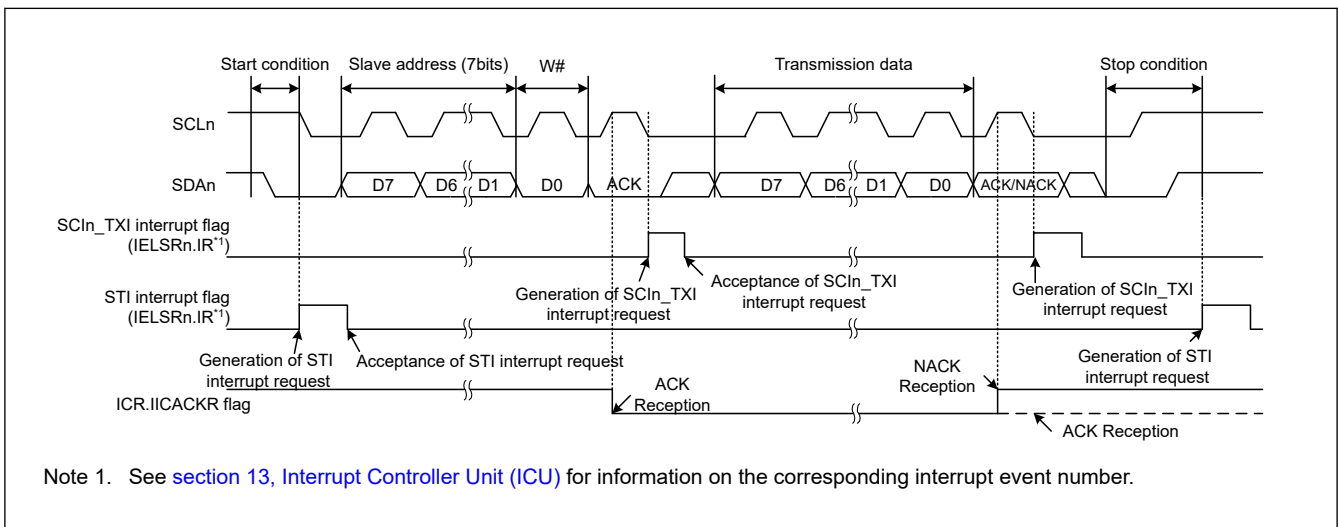 Start condition
Slave address (7bits)
W#
Transmission data
Stop condition
SCLn
SDAn
D7
D6
D1
D0
ACK
D7
D6
D1
D0
ACK/NACK
SCIn_TXI interrupt flag
(IELSRn.IR*1)
Generation of SCIn_TXI
interrupt request
Acceptance of SCIn_TXI
interrupt request
Generation of SCIn_TXI
interrupt request
STI interrupt flag
(IELSRn.IR*1)
Generation of STI
interrupt request
Acceptance of STI interrupt request
Generation of STI
interrupt request
ICR.IICACKR flag
ACK
Reception
NACK
Reception
ACK Reception
Note 1. See section 13, Interrupt Controller Unit (ICU) for information on the corresponding interrupt event number.